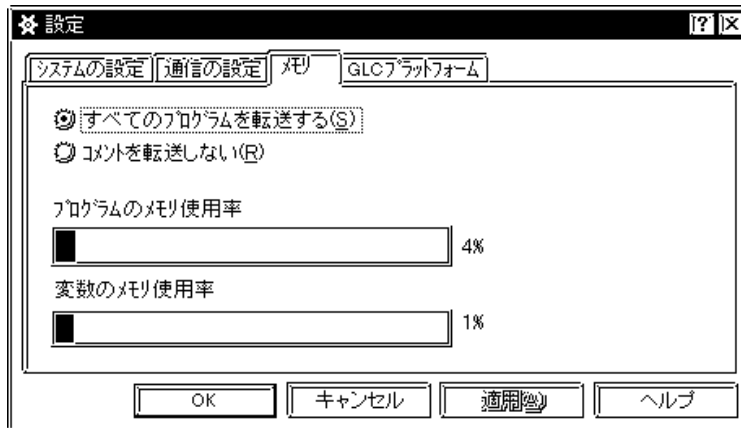 設定
システムの設定 通信の設定 メモリ GLCプラットフォーム
すべてのプログラムを転送する(S)
コメントを転送しない(R)
プログラムのメモリ使用率
4%
変数のメモリ使用率
1%
OK キャンセル 適用(A) ヘルプ